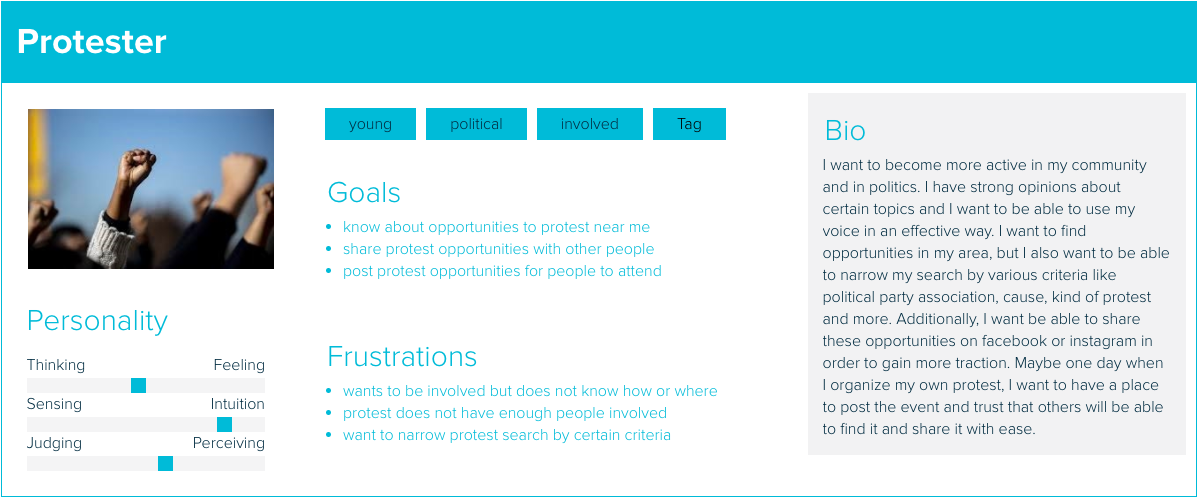 Protester
young
political
involved
Tag
Goals
know about opportunities to protest near me
share protest opportunities with other people
post protest opportunities for people to attend
Personality
Thinking Feeling
Sensing Intuition
Judging Perceiving
Frustrations
wants to be involved but does not know how or where
protest does not have enough people involved
want to narrow protest search by certain criteria
Bio
I want to become more active in my community
and in politics. I have strong opinions about
certain topics and I want to be able to use my
voice in an effective way. I want to find
opportunities in my area, but I also want to be able
to narrow my search by various criteria like
political party association, cause, kind of protest
and more. Additionally, I want be able to share
these opportunities on facebook or instagram in
order to gain more traction. Maybe one day when
I organize my own protest, I want to have a place
to post the event and trust that others will be able
to find it and share it with ease.